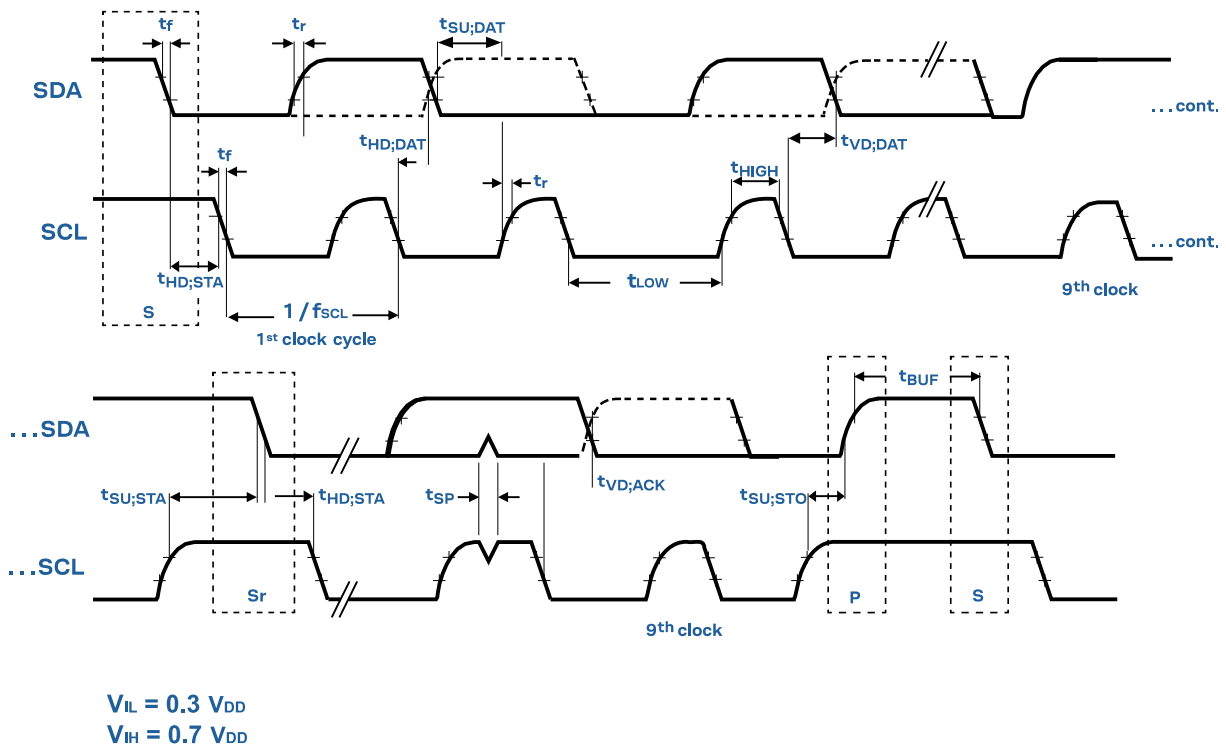 tf
tr
tSU;DAT
SDA
...cont.
tHD;DAT
tVD;DAT
tf
tr
tHIGH
SCL
...cont.
tHD;STA
tLOW
S
1 / fSCL
1st clock cycle
9th clock
tBUF
...SDA
tSU;STA
tHD;STA
tSP
tVD;ACK
tSU;STO
...SCL
Sr
P
S
9th clock
VIL = 0.3 VDD
VIH = 0.7 VDD